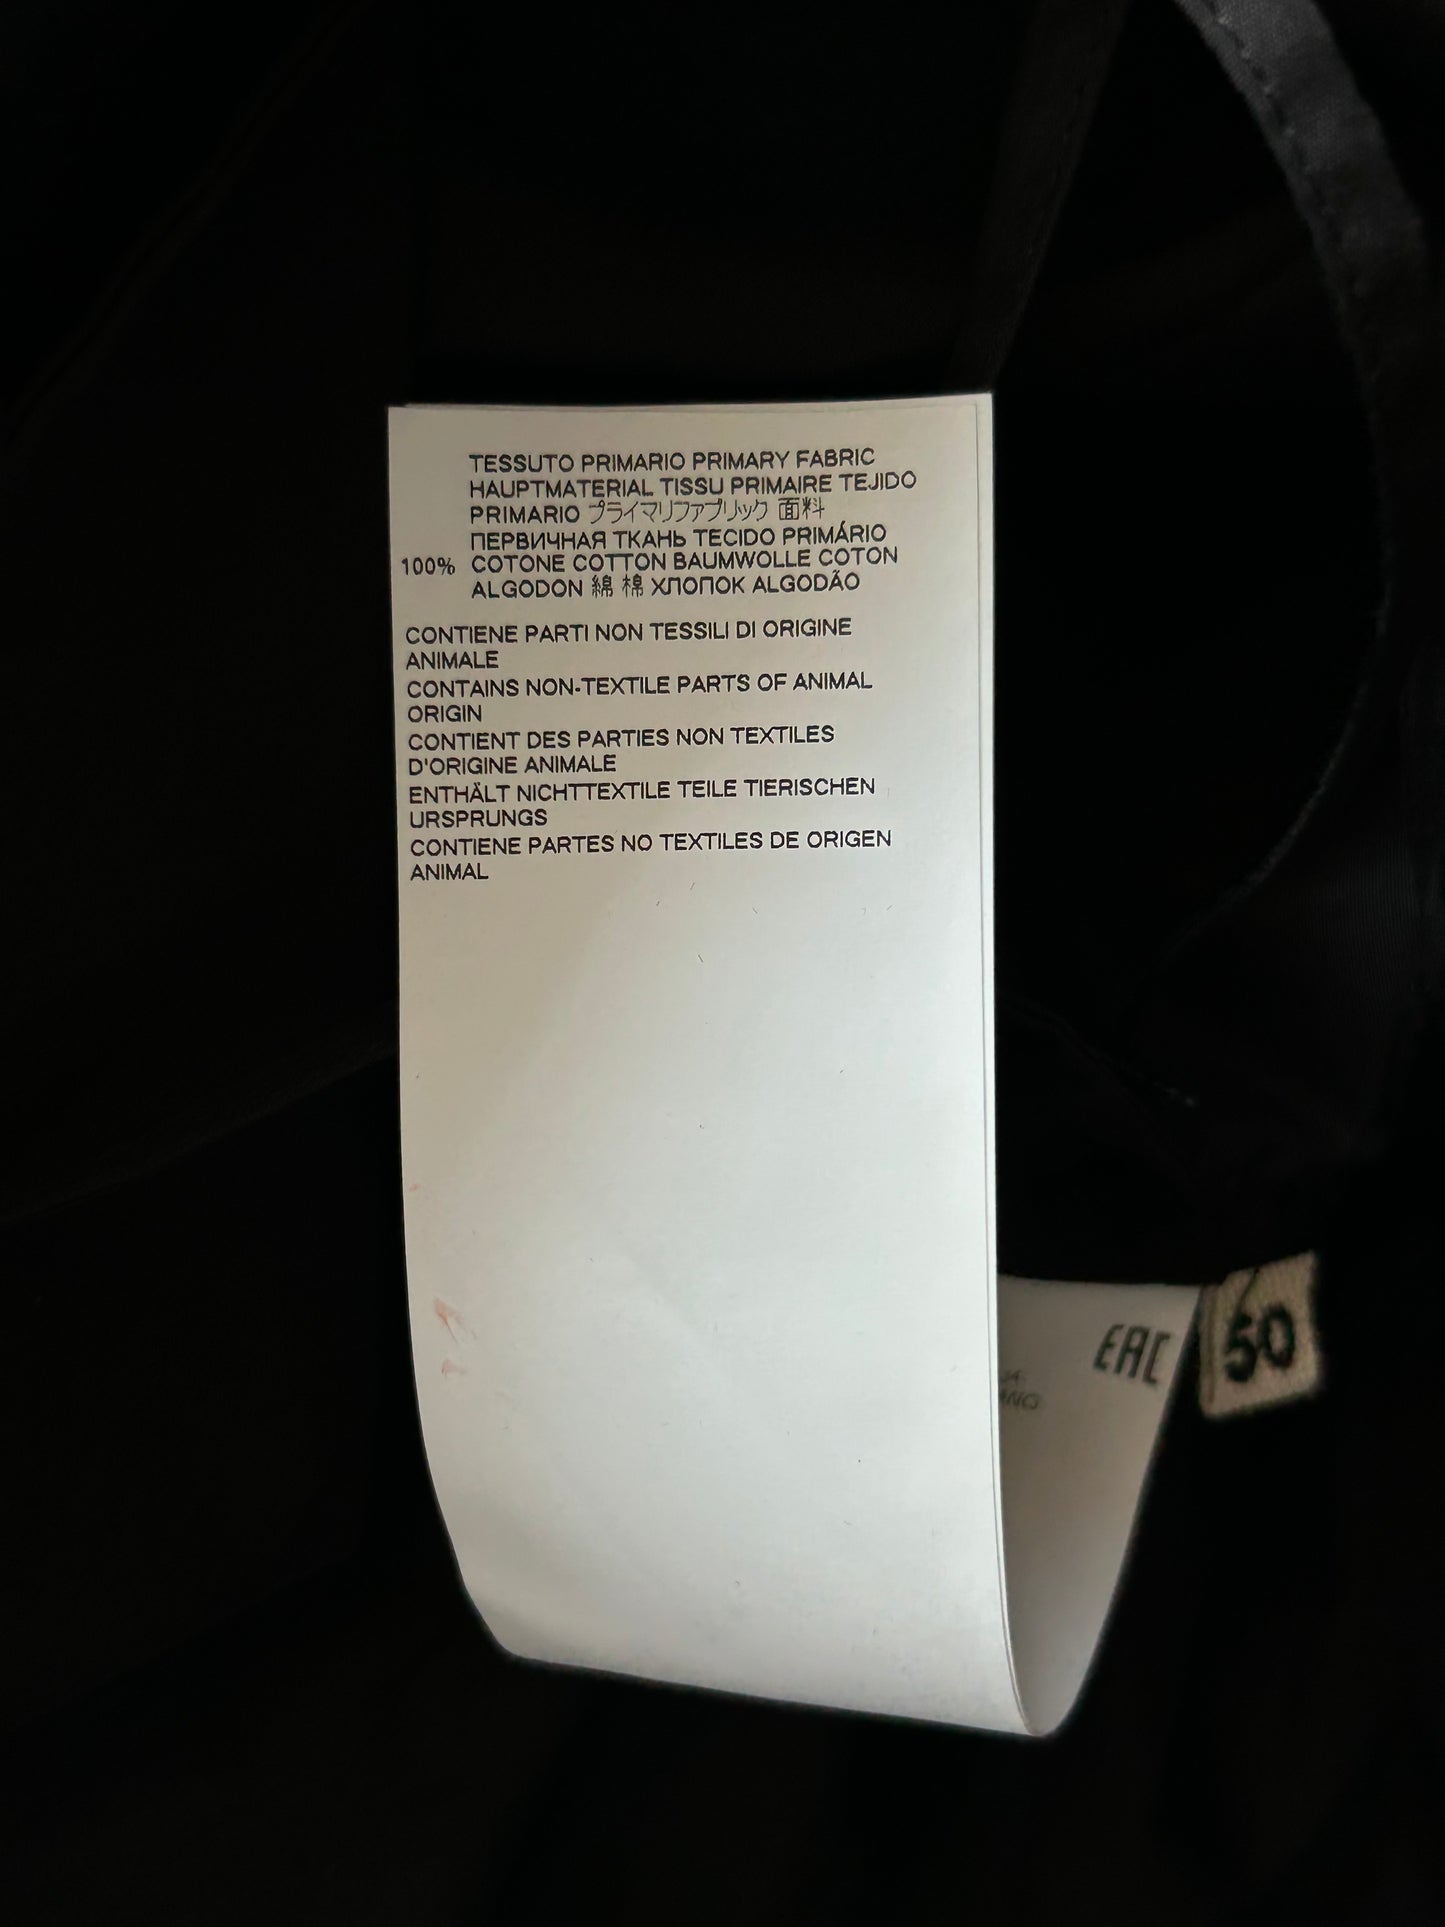 TESSUTO PRIMARIO PRIMARY FABRIC
HAUPTMATERIAL TISSU PRIMAIRE TEJIDO
PRIMARIO プライマリファブリック 面料
ПЕРВИЧНАЯ ТКАНЬ TECIDO PRIMÁRIO
100% COTONE COTTON BAUMWOLLE COTON
ALGODON 綿 棉 ХЛОПОК ALGODÃO
CONTIENE PARTI NON TESSILI DI ORIGINE
ANIMALE
CONTAINS NON-TEXTILE PARTS OF ANIMAL
ORIGIN
CONTIENT DES PARTIES NON TEXTILES
D'ORIGINE ANIMALE
ENTHÄLT NICHTTEXTILE TEILE TIERISCHEN
URSPRUNGS
CONTIENE PARTES NO TEXTILES DE ORIGEN
ANIMAL
EAC
50